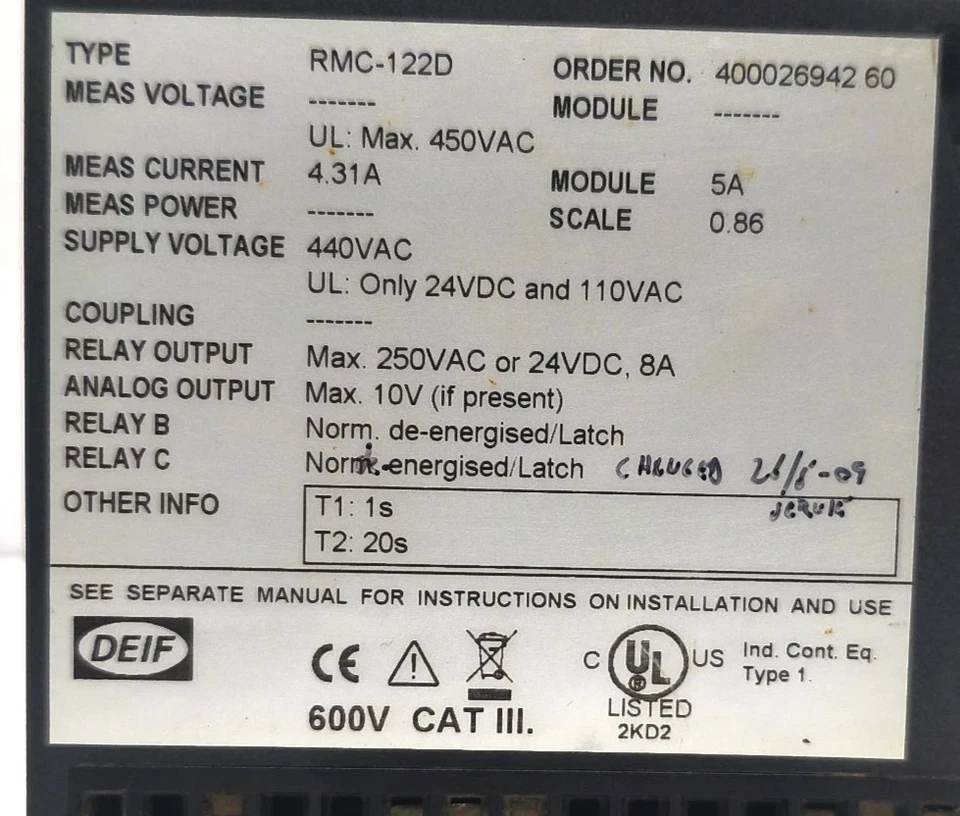 TYPE RMC-122D ORDER NO. 400026942 60
MEAS VOLTAGE ------- MODULE -------
UL: Max. 450VAC
MEAS CURRENT 4.31A MODULE 5A
MEAS POWER ------- SCALE 0.86
SUPPLY VOLTAGE 440VAC
UL: Only 24VDC and 110VAC
COUPLING -------
RELAY OUTPUT Max. 250VAC or 24VDC, 8A
ANALOG OUTPUT Max. 10V (if present)
RELAY B Norm. de-energised/Latch
RELAY C Norm. energised/Latch
OTHER INFO T1: 1s
T2: 20s
SEE SEPARATE MANUAL FOR INSTRUCTIONS ON INSTALLATION AND USE
DEIF
CE
600V CAT III.
C UL US
®
LISTED
2KD2
Ind. Cont. Eq.
Type 1.